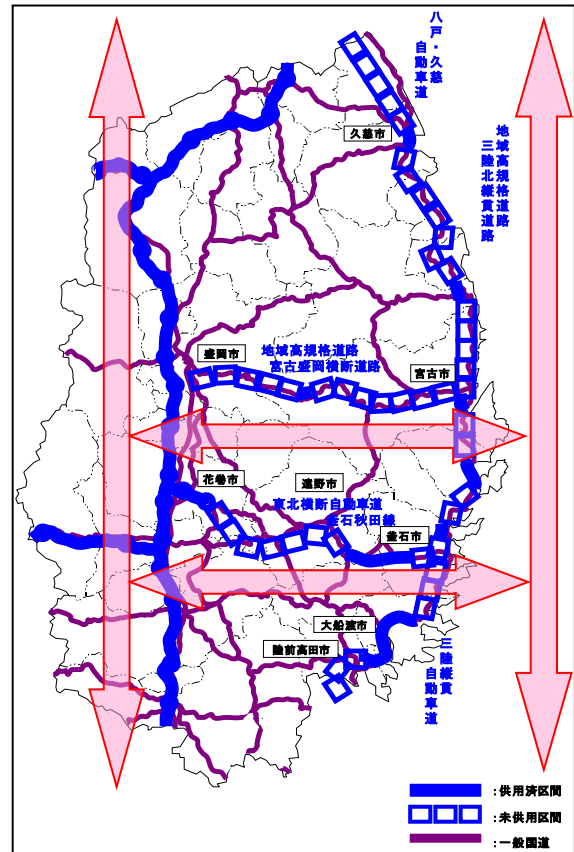 八戸・久慈
自動車道
久慈市
地域高規格道路
三陸北縦貫道路
地域高規格道路
宮古盛岡横断道路
盛岡市
宮古市
花巻市
遠野市
東北横断自動車道
釜石秋田線
釜石市
大船渡市
陸前高田市
三陸縦貫
自動車道
：供用済区間
：未供用区間
：一般国道